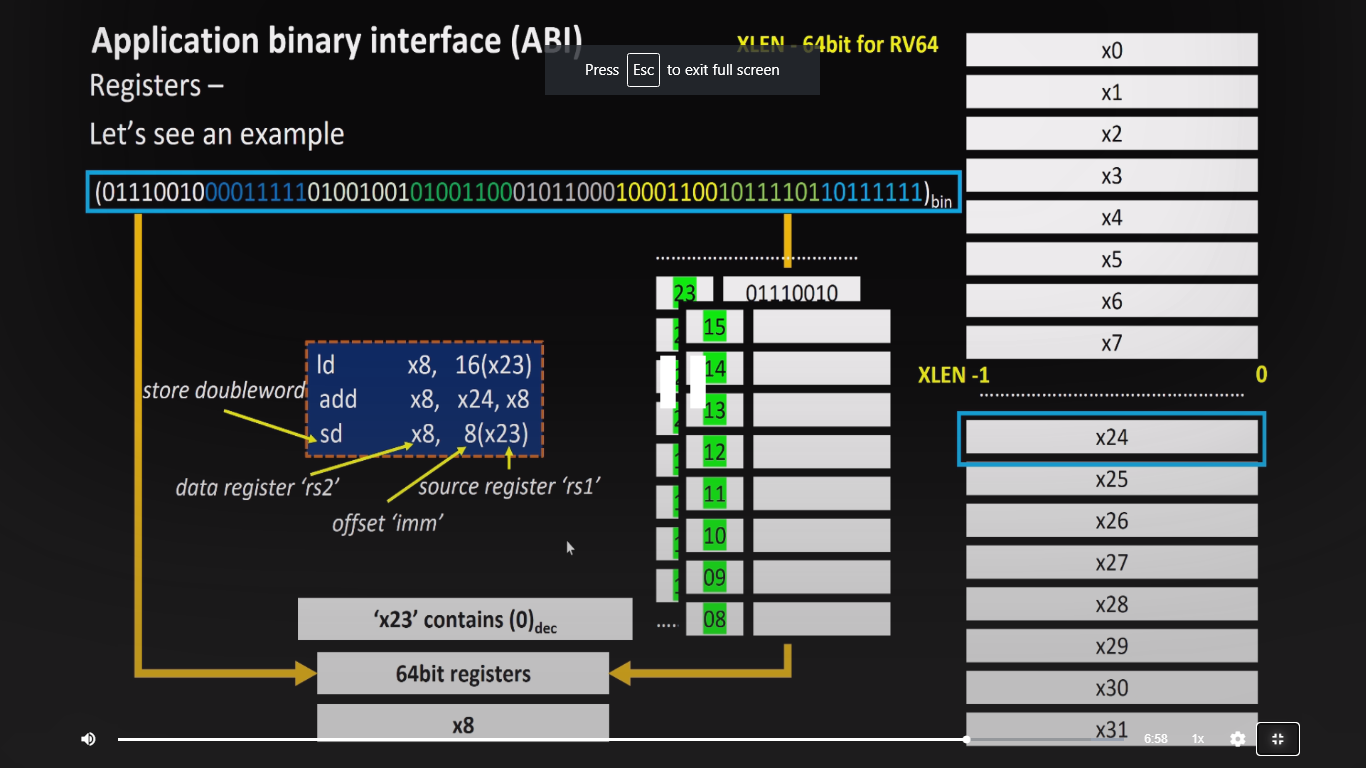 Application binary interface (ABI)
XLEN - 64bit for RV64
Press Esc to exit full screen
Registers –
Let’s see an example
(0111001000011111010010010100110001011000100011001011110110111111)bin
23 01110010
15
14
13
12
11
10
09
08
ld x8, 16(x23)
add x8, x24, x8
sd x8, 8(x23)
store doubleword
data register ‘rs2’
source register ‘rs1’
offset ‘imm’
‘x23’ contains (0)dec
64bit registers
x8
x0
x1
x2
x3
x4
x5
x6
x7
XLEN -1 0
x24
x25
x26
x27
x28
x29
x30
x31
6:58 1x